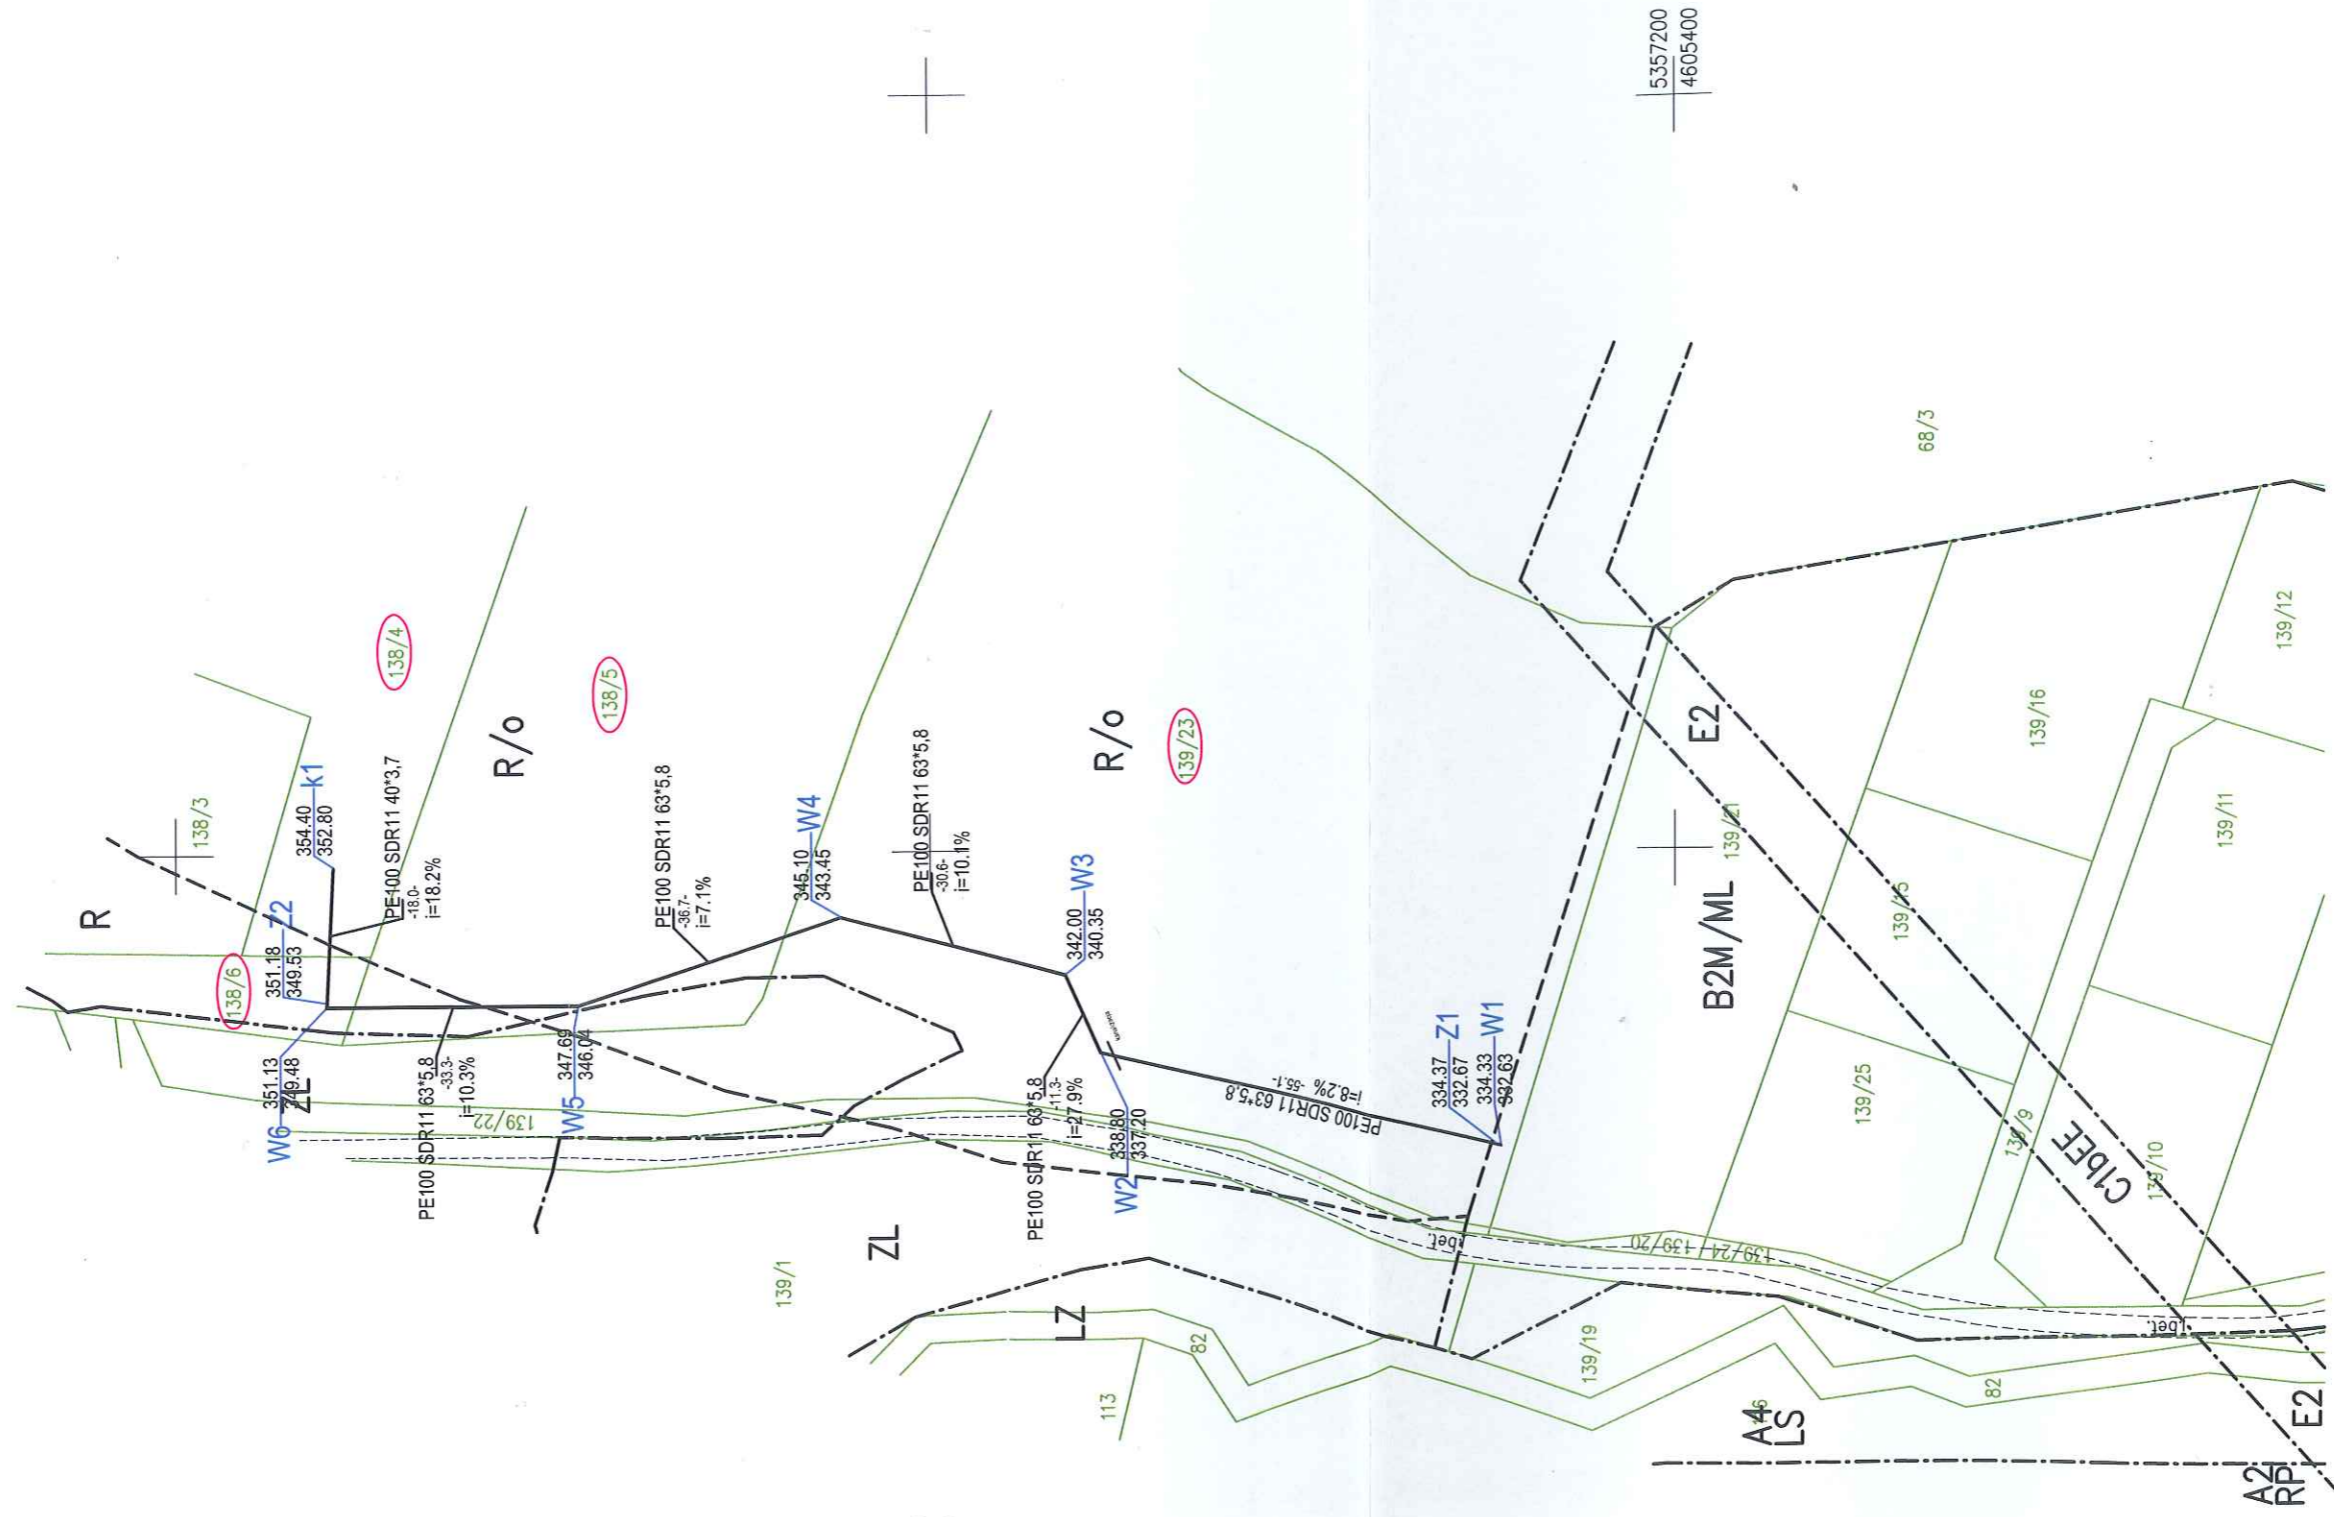 5357200
4605400
R
138/3
138/4
138/6
138/5
R/o
354.40
352.80
k1
PE100 SDR11 40*3,7
-18.0-
i=18.2%
Z2
351.18
349.53
W6
351.13
349.48
ZL
PE100 SDR11 63*5,8
-33.3-
i=10.3%
W5
347.69
346.04
139/22
PE100 SDR11 63*5,8
-36.7-
i=7.1%
W4
345.10
343.45
PE100 SDR11 63*5,8
-30.6-
i=10.1%
W3
342.00
340.35
R/o
139/23
PE100 SDR11 63*5,8
-11.3-
i=27.9%
W2
338.80
337.20
PE100 SDR11 63*5,8
i=8.2% -55.1-
Z1
334.37
332.67
W1
334.33
332.63
139/1
ZL
LZ
113
82
bet.
139/24
139/20
139/19
68/3
E2
139/21
B2M/ML
139/15
139/16
139/12
139/11
139/25
139/9
139/10
C1bEE
bet.
82
A4
LS
A2
RP
E2